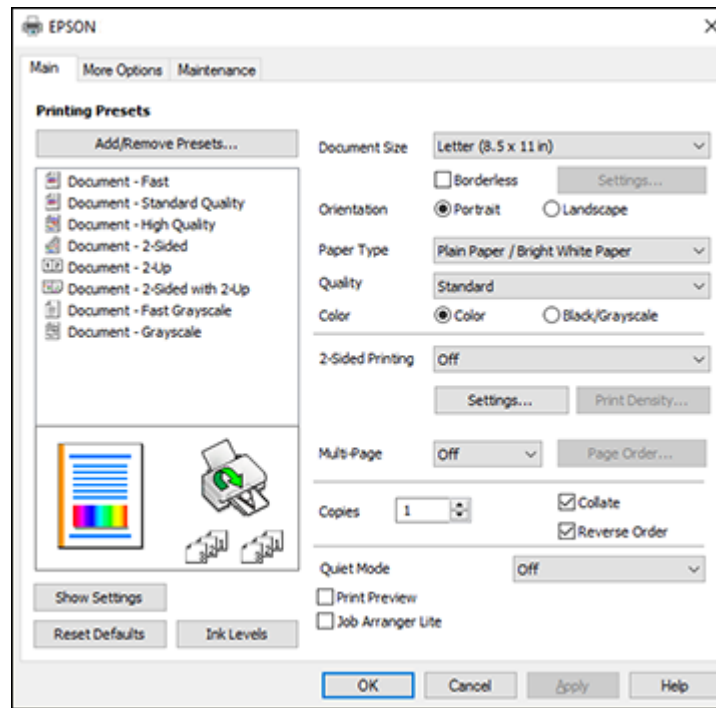 EPSON
Main More Options Maintenance
Printing Presets
Add/Remove Presets...
Document - Fast
Document - Standard Quality
Document - High Quality
Document - 2-Sided
Document - 2-Up
Document - 2-Sided with 2-Up
Document - Fast Grayscale
Document - Grayscale
Show Settings
Reset Defaults Ink Levels
Document Size Letter (8.5 x 11 in)
Borderless Settings...
Orientation Portrait Landscape
Paper Type Plain Paper / Bright White Paper
Quality Standard
Color Color Black/Grayscale
2-Sided Printing Off
Settings... Print Density...
Multi-Page Off Page Order...
Copies 1 Collate
Reverse Order
Quiet Mode Off
Print Preview
Job Arranger Lite
OK Cancel Apply Help